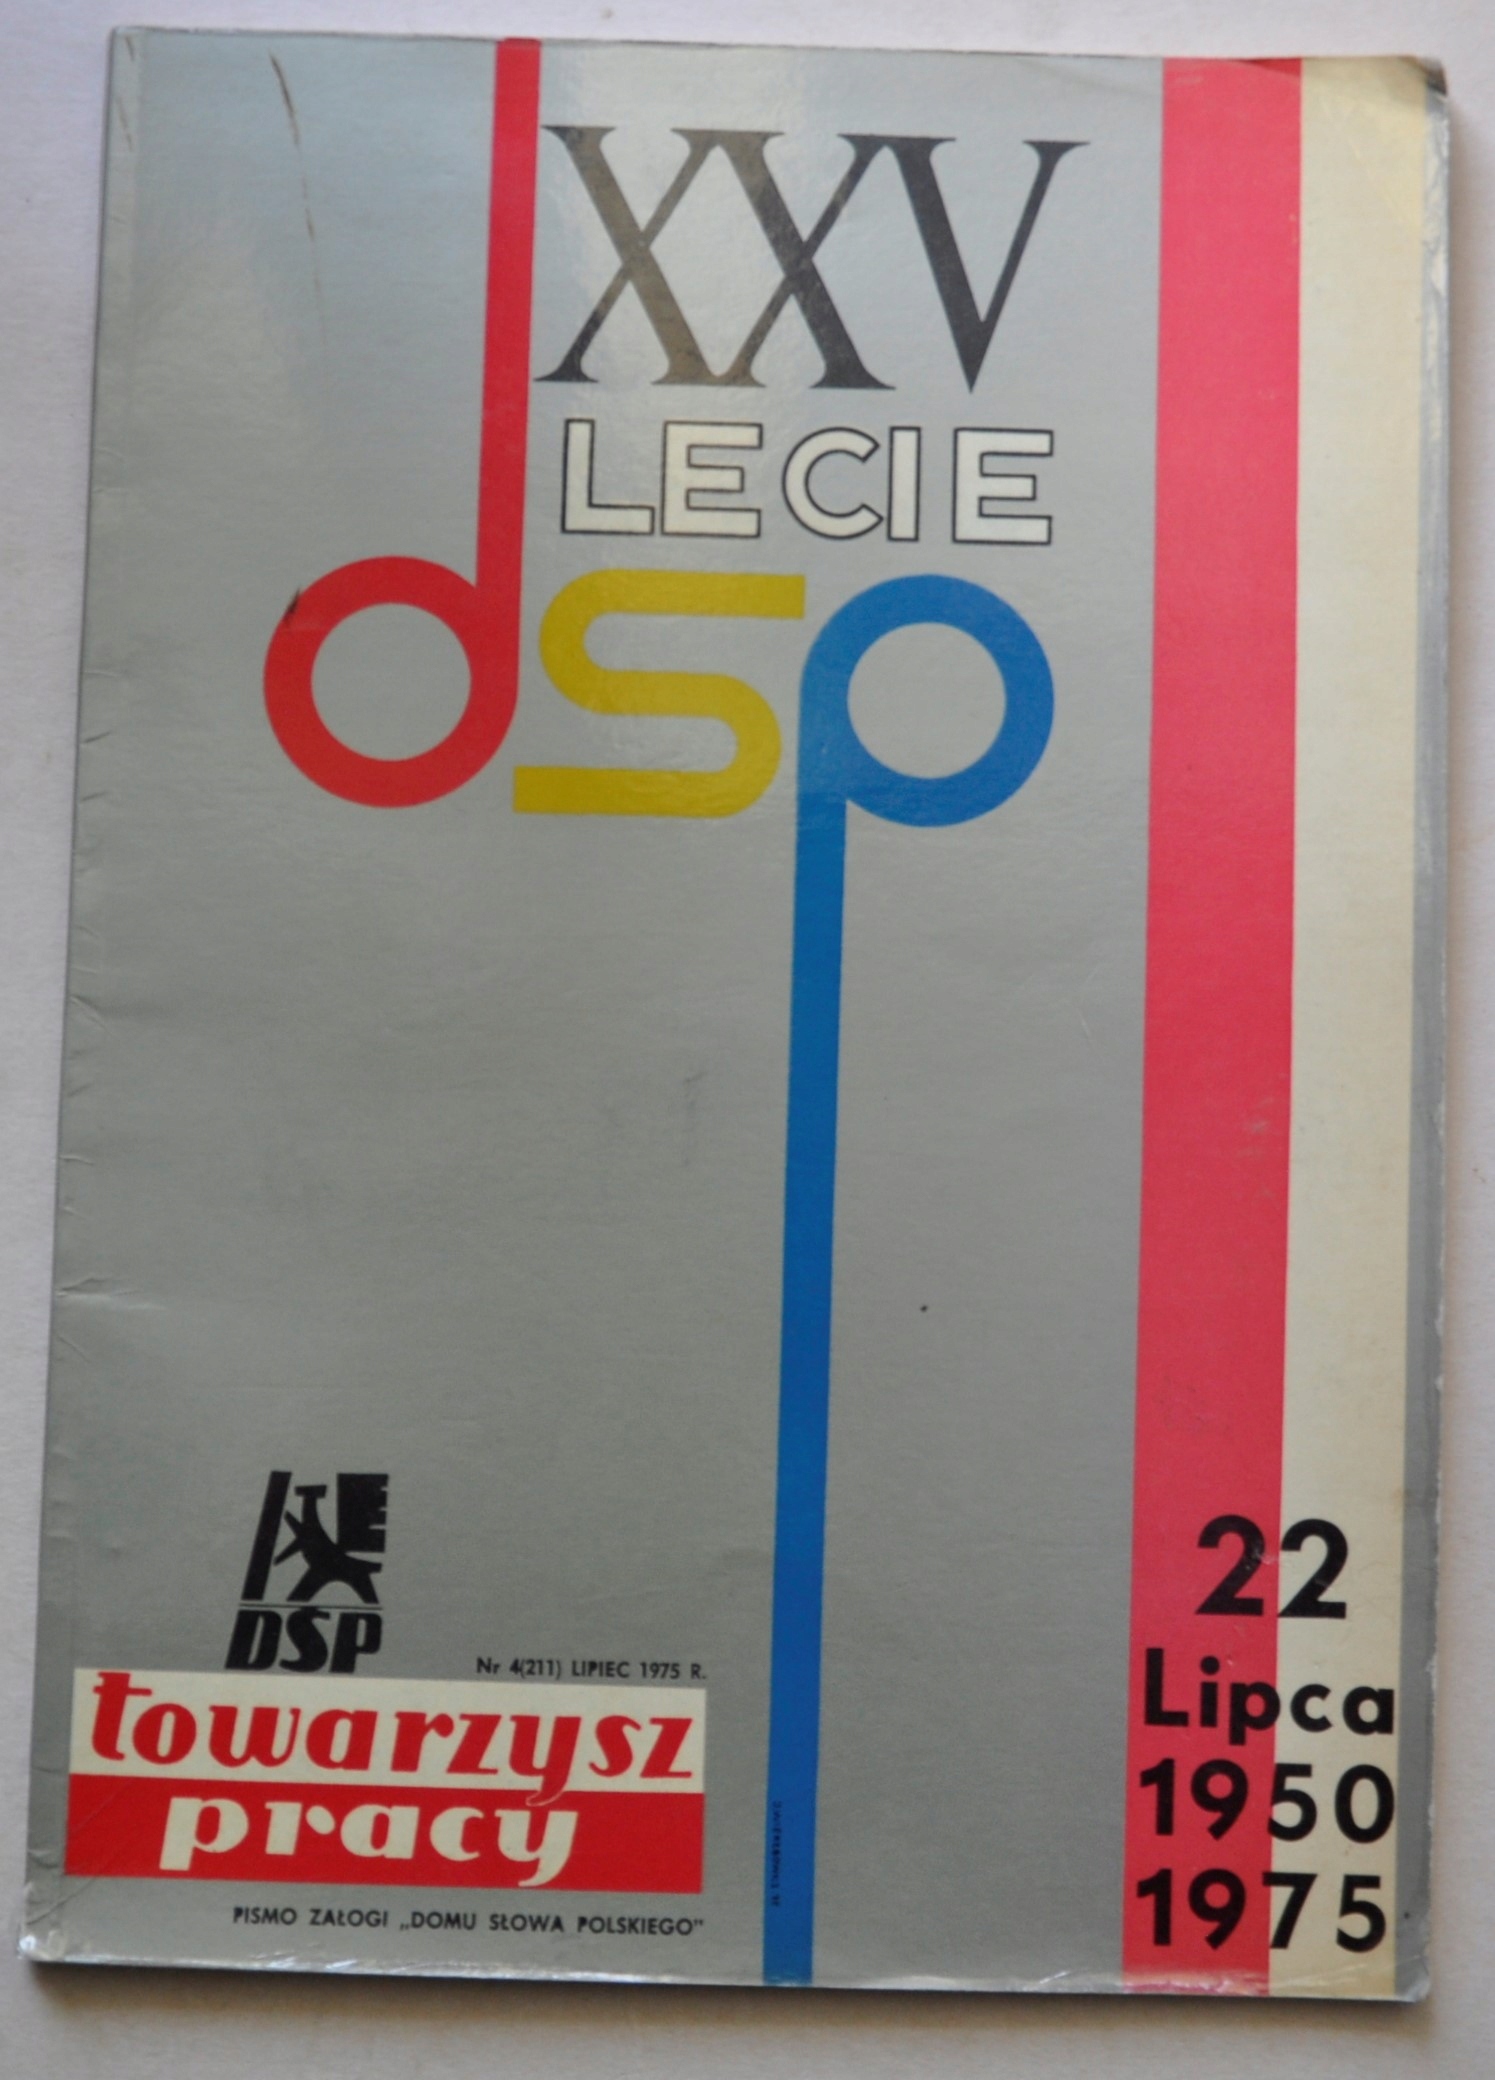 XXV
LECIE
dsp
DSP
Nr 4(211) LIPIEC 1975 R.
towarzysz
pracy
PISMO ZAŁOGI „DOMU SŁOWA POLSKIEGO”
22
Lipca
1950
1975